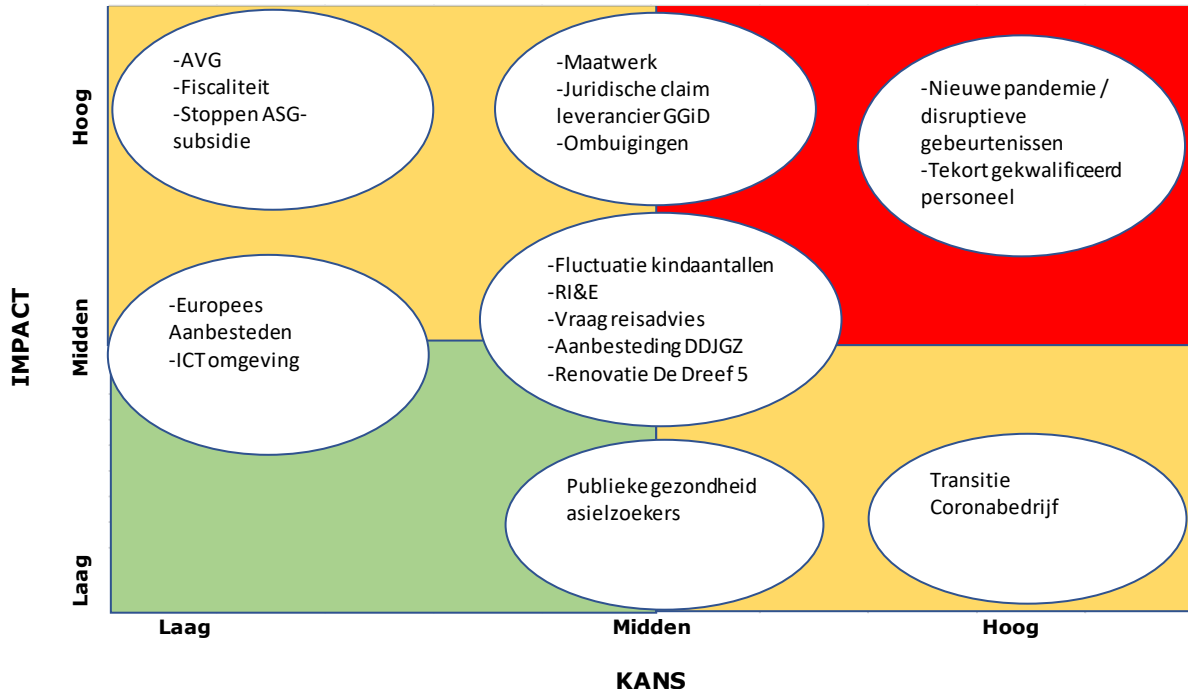 -AVG
-Fiscaliteit
-Stoppen ASG-
subsidie
-Maatwerk
-Juridische claim
leverancier GGiD
-Ombuigingen
-Nieuwe pandemie /
disruptieve
gebeurtenissen
-Tekort gekwalificeerd
personeel
Hoog
-Europees
Aanbesteden
-ICT omgeving
-Fluctuatie kindaantallen
-RI&E
-Vraag reisadvies
-Aanbesteding DDJGZ
-Renovatie De Dreef 5
Midden
IMPACT
Publieke gezondheid
asielzoekers
Transitie
Coronabedrijf
Laag
Laag
Midden
Hoog
KANS